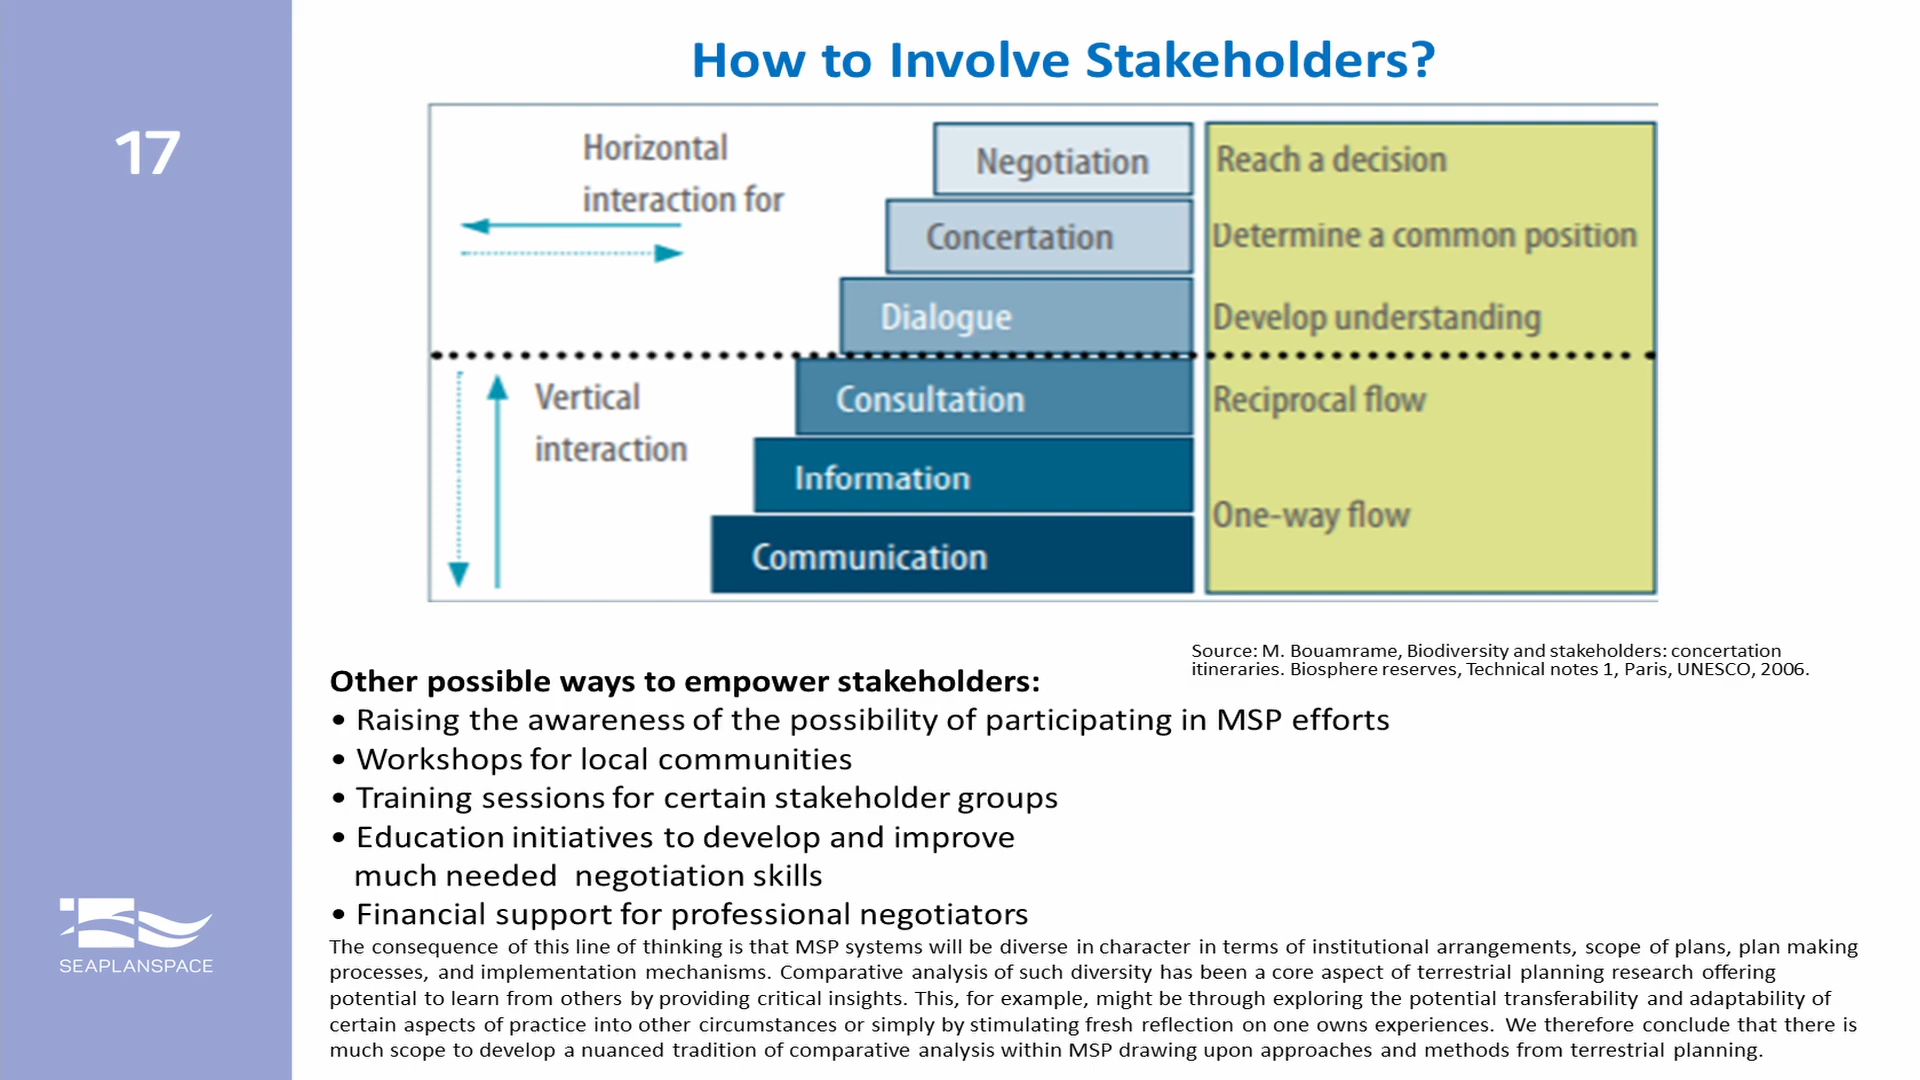 How to Involve Stakeholders?
17
Horizontal
interaction for
Negotiation
Reach a decision
Concertation
Determine a common position
Dialogue
Develop understanding
Vertical
interaction
Consultation
Reciprocal flow
Information
One-way flow
Communication
Source: M. Bouamrame, Biodiversity and stakeholders: concertation
itineraries. Biosphere reserves, Technical notes 1, Paris, UNESCO, 2006.
Other possible ways to empower stakeholders:
• Raising the awareness of the possibility of participating in MSP efforts
• Workshops for local communities
• Training sessions for certain stakeholder groups
• Education initiatives to develop and improve
much needed negotiation skills
• Financial support for professional negotiators
The consequence of this line of thinking is that MSP systems will be diverse in character in terms of institutional arrangements, scope of plans, plan making
processes, and implementation mechanisms. Comparative analysis of such diversity has been a core aspect of terrestrial planning research offering
potential to learn from others by providing critical insights. This, for example, might be through exploring the potential transferability and adaptability of
certain aspects of practice into other circumstances or simply by stimulating fresh reflection on one owns experiences. We therefore conclude that there is
much scope to develop a nuanced tradition of comparative analysis within MSP drawing upon approaches and methods from terrestrial planning.
SEAPLANSPACE